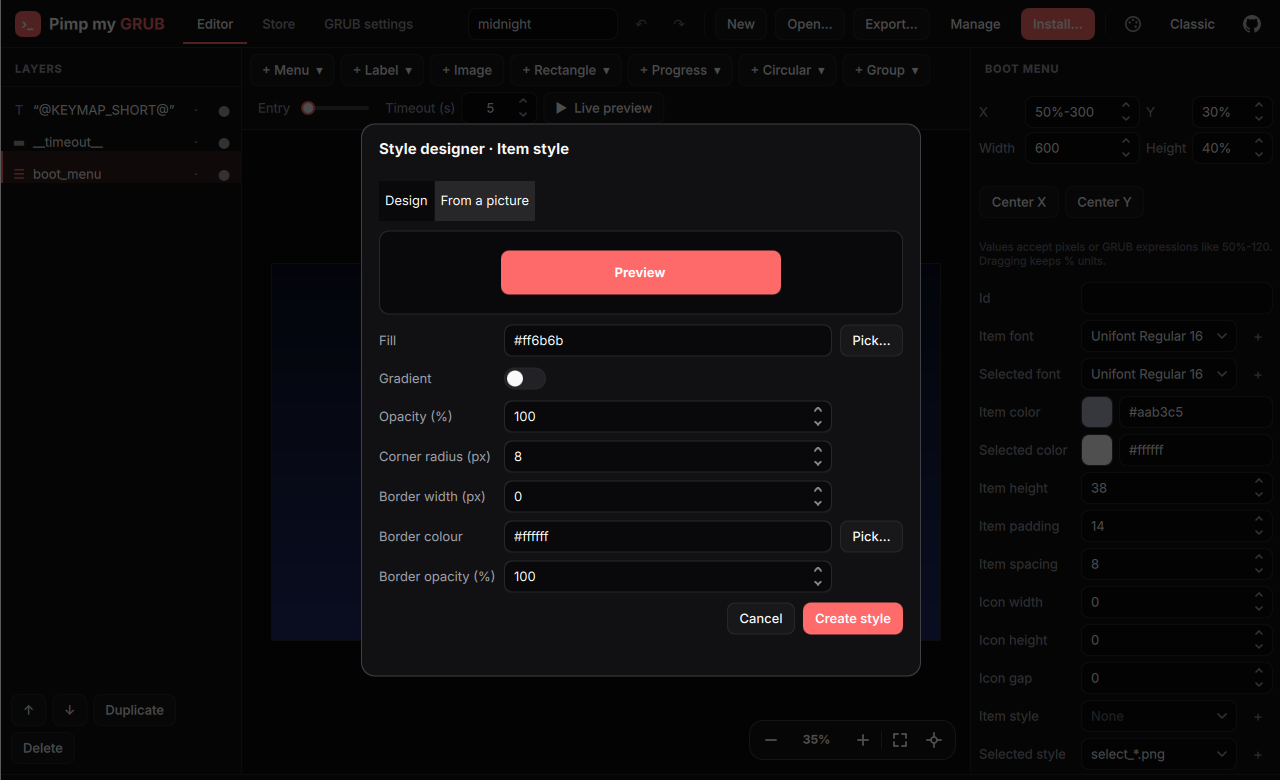 Pimp my GRUB
Editor
Store
GRUB settings
midnight
New
Open...
Export...
Manage
Install...
Classic
LAYERS
T "@KEYMAP_SHORT@"
__timeout__
boot_menu
+ Menu
+ Label
+ Image
+ Rectangle
+ Progress
+ Circular
+ Group
Entry
Timeout (s)
5
Live preview
Style designer · Item style
Design
From a picture
Preview
Fill
#ff6b6b
Pick...
Gradient
Opacity (%)
100
Corner radius (px)
8
Border width (px)
0
Border colour
#ffffff
Pick...
Border opacity (%)
100
Cancel
Create style
↑
↓
Duplicate
Delete
35%
BOOT MENU
X
50%-300
Y
30%
Width
600
Height
40%
Center X
Center Y
Values accept pixels or GRUB expressions like 50%-120.
Dragging keeps % units.
Id
Item font
Unifont Regular 16
+
Selected font
Unifont Regular 16
+
Item color
#aab3c5
Selected color
#ffffff
Item height
38
Item padding
14
Item spacing
8
Icon width
0
Icon height
0
Icon gap
0
Item style
None
+
Selected style
select_*.png
+